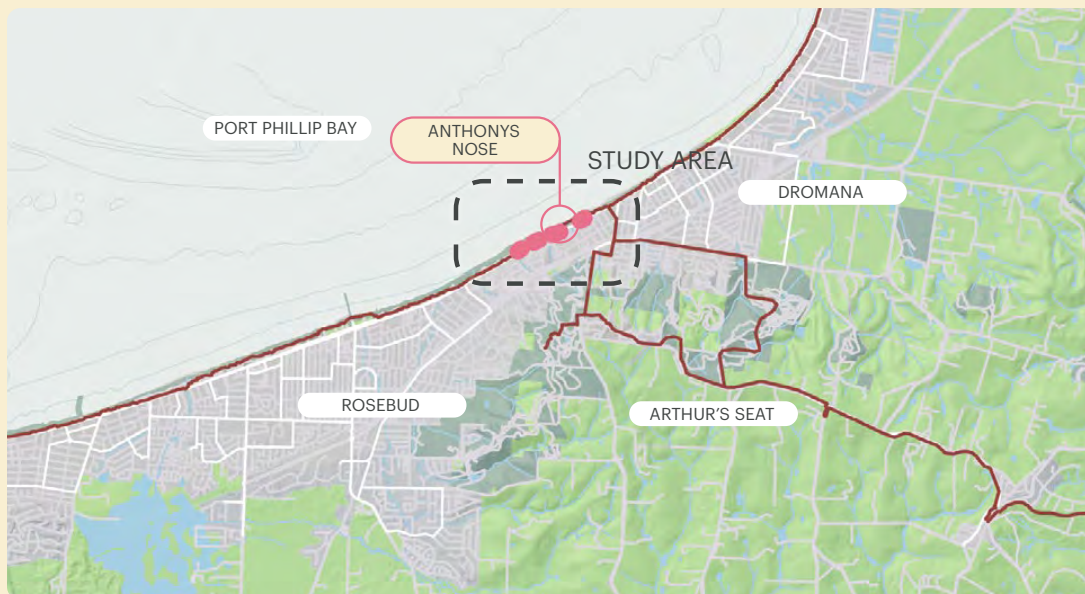 PORT PHILLIP BAY
ANTHONYS
NOSE
STUDY AREA
DROMANA
ROSEBUD
ARTHUR'S SEAT